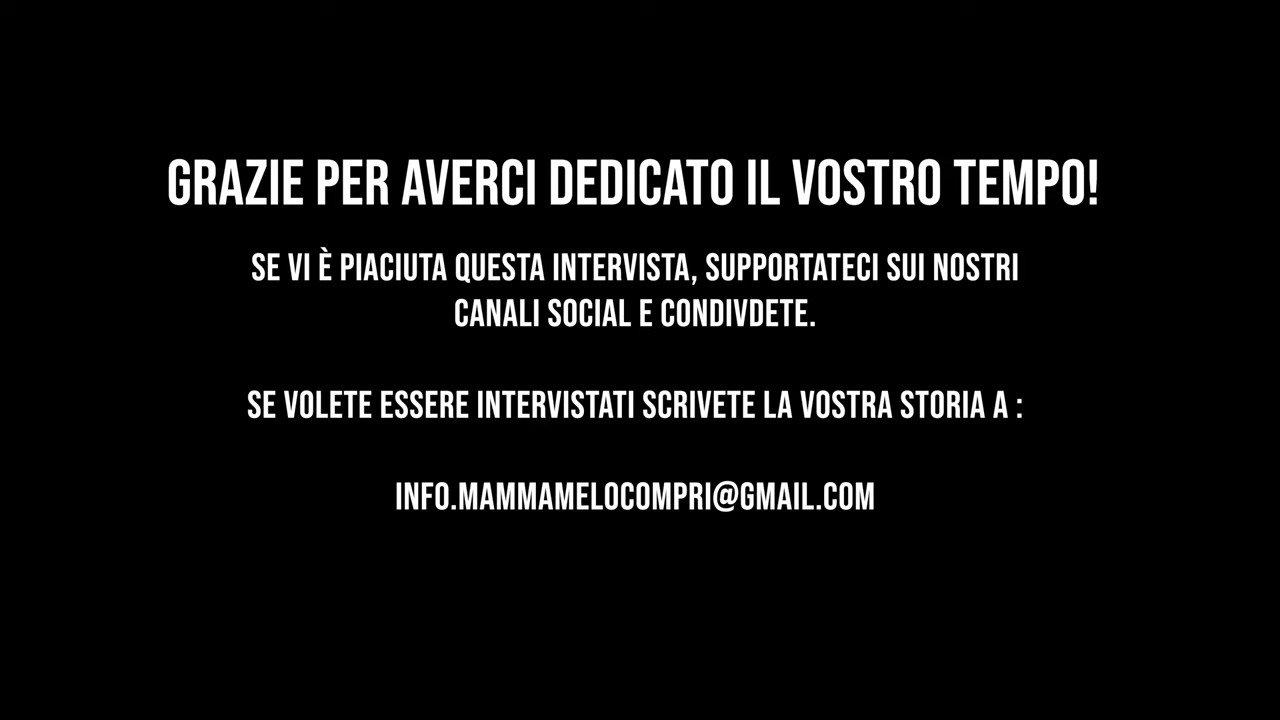 GRAZIE PER AVERCI DEDICATO IL VOSTRO TEMPO!
SE VI È PIACIUTA QUESTA INTERVISTA, SUPPORTATECI SUI NOSTRI
CANALI SOCIAL E CONDIVDETE.
SE VOLETE ESSERE INTERVISTATI SCRIVETE LA VOSTRA STORIA A :
INFO.MAMMAMELOCOMPRI@GMAIL.COM